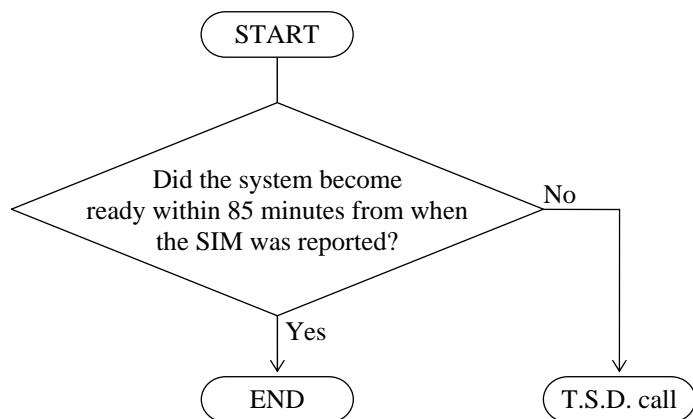 START
Did the system become
ready within 85 minutes from when
the SIM was reported?
No
Yes
END
T.S.D. call